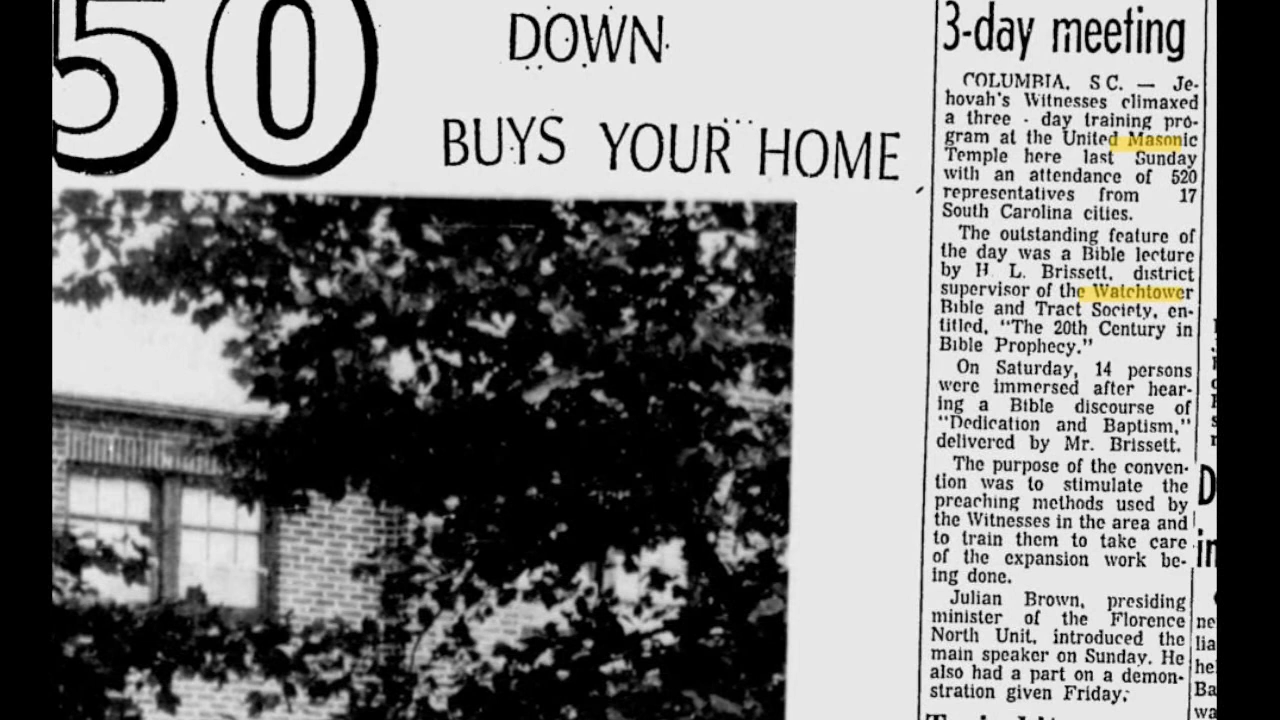 50
DOWN
BUYS YOUR HOME
3-day meeting
COLUMBIA, S C. — Je-
hovah's Witnesses climaxed
a three - day training pro-
gram at the United Masonic
Temple here last Sunday
with an attendance of 520
representatives from 17
South Carolina cities.
The outstanding feature of
the day was a Bible lecture
by H L. Brissett, district
supervisor of the Watchtower
Bible and Tract Society, en-
titled, "The 20th Century in
Bible Prophecy."
On Saturday, 14 persons
were immersed after hear-
ing a Bible discourse of
"Dedication and Baptism,"
delivered by Mr. Brissett.
The purpose of the conven-
tion was to stimulate the
preaching methods used by
the Witnesses in the area and
to train them to take care
of the expansion work be-
ing done.
Julian Brown, presiding
minister of the Florence
North Unit, introduced the
main speaker on Sunday. He
also had a part on a demon-
stration given Friday.
D
in
ne
lia
he
Ba
wa